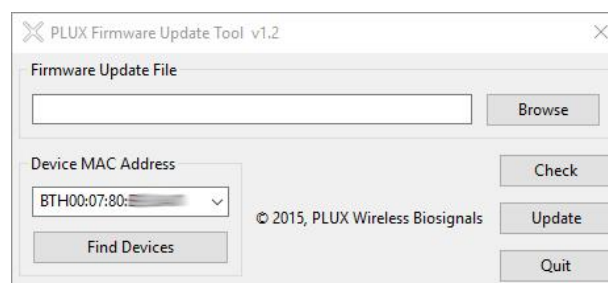 PLUX Firmware Update Tool v1.2
Firmware Update File
Browse
Device MAC Address
Check
BTH00:07:80:
© 2015, PLUX Wireless Biosignals
Update
Find Devices
Quit